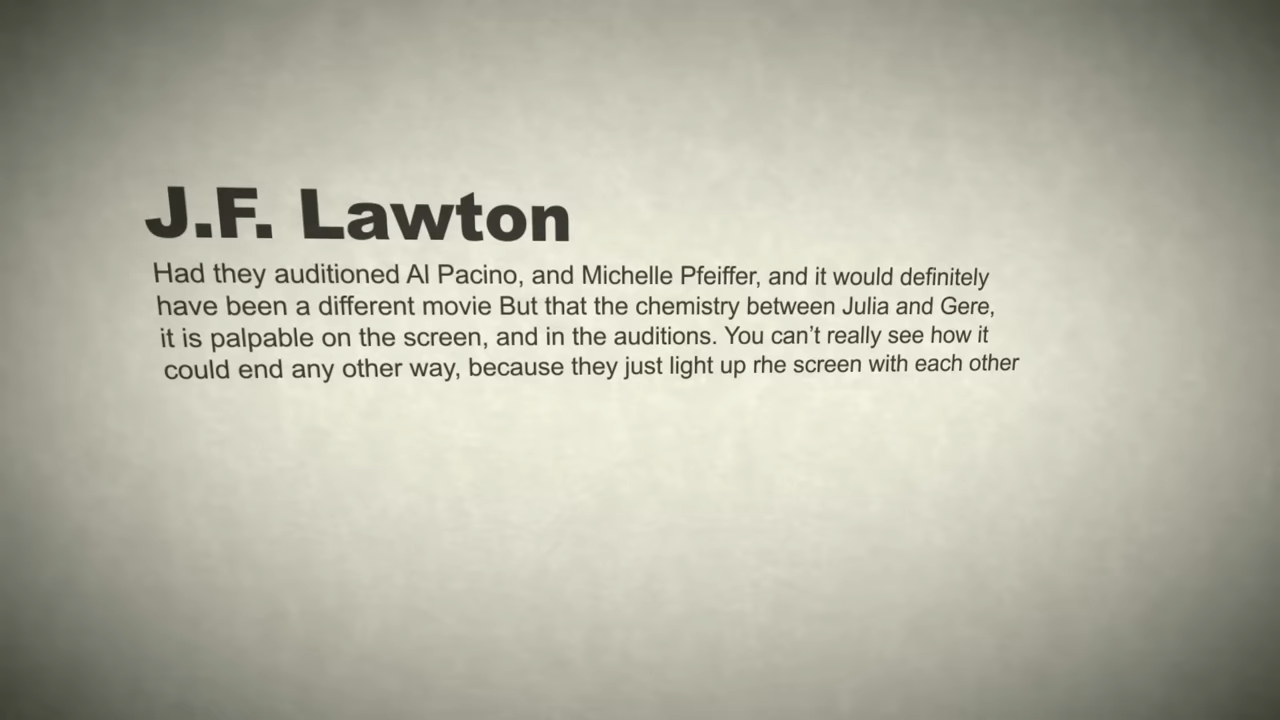 J.F. Lawton
Had they auditioned Al Pacino, and Michelle Pfeiffer, and it would definitely
have been a different movie But that the chemistry between Julia and Gere,
it is palpable on the screen, and in the auditions. You can’t really see how it
could end any other way, because they just light up rhe screen with each other